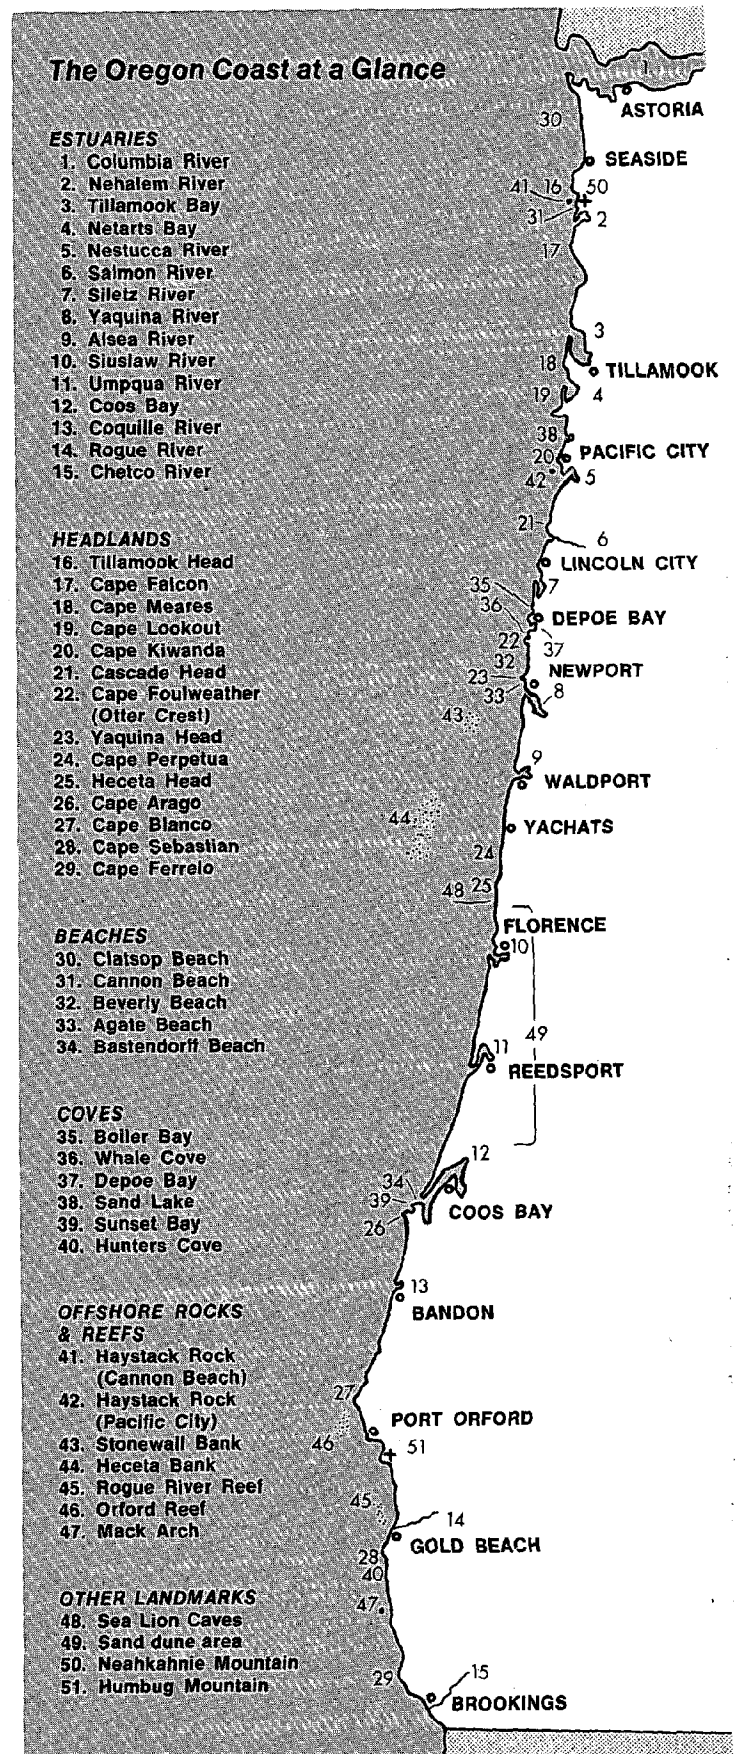 The Oregon Coast at a Glance
ESTUARIES
1. Columbia River
2. Nehalem River
3. Tillamook Bay
4. Netarts Bay
5. Nestucca River
6. Salmon River
7. Siletz River
8. Yaquina River
9. Alsea River
10. Siuslaw River
11. Umpqua River
12. Coos Bay
13. Coquille River
14. Rogue River
15. Chetco River
HEADLANDS
16. Tillamook Head
17. Cape Falcon
18. Cape Meares
19. Cape Lookout
20. Cape Kiwanda
21. Cascade Head
22. Cape Foulweather
(Otter Crest)
23. Yaquina Head
24. Cape Perpetua
25. Heceta Head
26. Cape Arago
27. Cape Blanco
28. Cape Sebastian
29. Cape Ferrelo
BEACHES
30. Clatsop Beach
31. Cannon Beach
32. Beverly Beach
33. Agate Beach
34. Bastendorff Beach
COVES
35. Boiler Bay
36. Whale Cove
37. Depoe Bay
38. Sand Lake
39. Sunset Bay
40. Hunters Cove
OFFSHORE ROCKS
& REEFS
41. Haystack Rock
(Cannon Beach)
42. Haystack Rock
(Pacific City)
43. Stonewall Bank
44. Heceta Bank
45. Rogue River Reef
46. Orford Reef
47. Mack Arch
OTHER LANDMARKS
48. Sea Lion Caves
49. Sand dune area
50. Neahkahnie Mountain
51. Humbug Mountain
1
ASTORIA
30
SEASIDE
41 16 50
31 2
17
3
18
TILLAMOOK
19 4
38
PACIFIC CITY
20
42 5
21
6
LINCOLN CITY
35 7
36
DEPOE BAY
22 37
32
NEWPORT
23
33 8
43
9
WALDPORT
44
YACHATS
24
48 25
FLORENCE
10
49
11
REEDSPORT
12
34
39
COOS BAY
26
13
BANDON
27
PORT ORFORD
46 51
45
14
GOLD BEACH
28
40
47
29 15
BROOKINGS